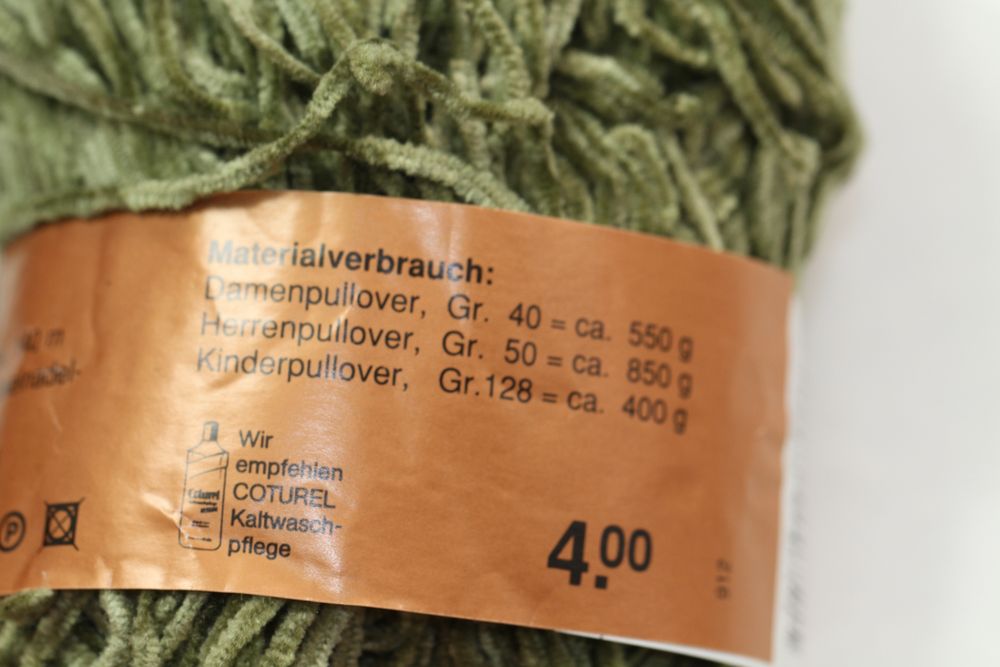 Materialverbrauch:
Damenpullover, Gr. 40 = ca. 550 g
Herrenpullover, Gr. 50 = ca. 850 g
Kinderpullover, Gr.128 = ca. 400 g
Wir
empfehlen
COTUREL
Kaltwasch-
pflege
Coturel
P
4.00